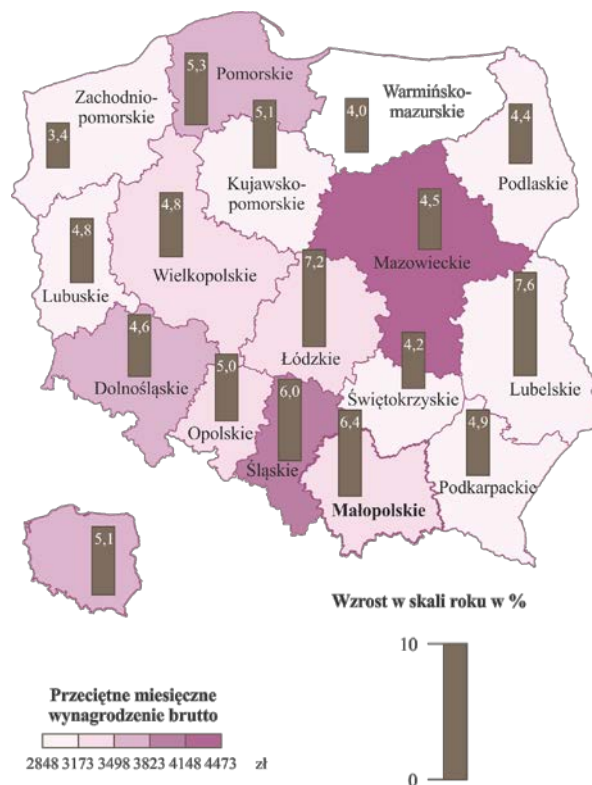 5,3
Pomorskie
Zachodnio-
pomorskie
3,4
5,1
Kujawsko-
pomorskie
4,0
Warmińsko-
mazurskie
4,4
Podlaskie
4,8
Lubuskie
4,8
Wielkopolskie
4,5
Mazowieckie
7,2
Łódzkie
7,6
Lubelskie
4,6
Dolnośląskie
5,0
Opolskie
6,0
Śląskie
4,2
Świętokrzyskie
6,4
Małopolskie
4,9
Podkarpackie
5,1
Wzrost w skali roku w %
10
0
Przeciętne miesięczne
wynagrodzenie brutto
2848 3173 3498 3823 4148 4473 zł